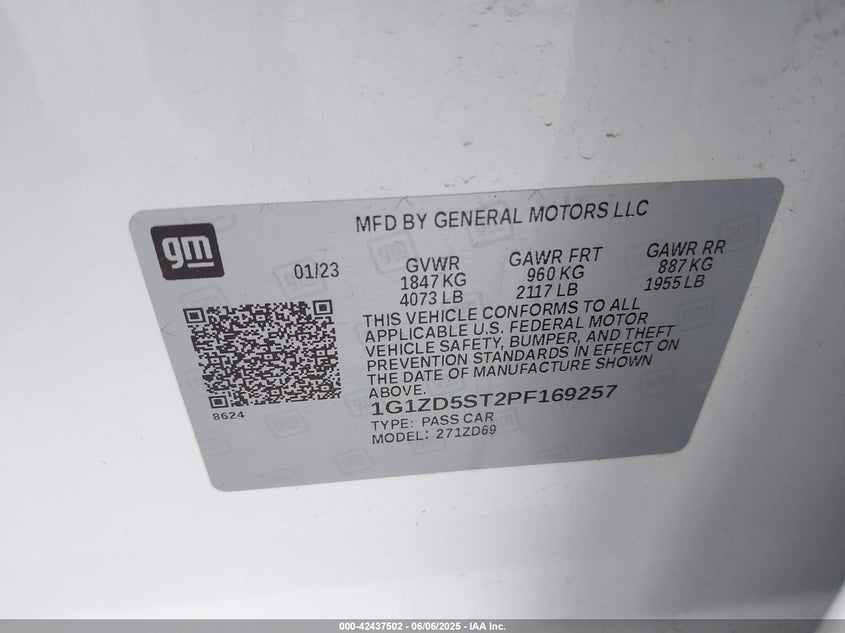 gm
MFD BY GENERAL MOTORS LLC
01/23
GVWR
1847 KG
4073 LB
GAWR FRT
960 KG
2117 LB
GAWR RR
887 KG
1955 LB
THIS VEHICLE CONFORMS TO ALL
APPLICABLE U.S. FEDERAL MOTOR
VEHICLE SAFETY, BUMPER, AND THEFT
PREVENTION STANDARDS IN EFFECT ON
THE DATE OF MANUFACTURE SHOWN
ABOVE.
8624
1G1ZD5ST2PF169257
TYPE: PASS CAR
MODEL: 271ZD69
000-42437502 - 06/06/2025 - IAA Inc.